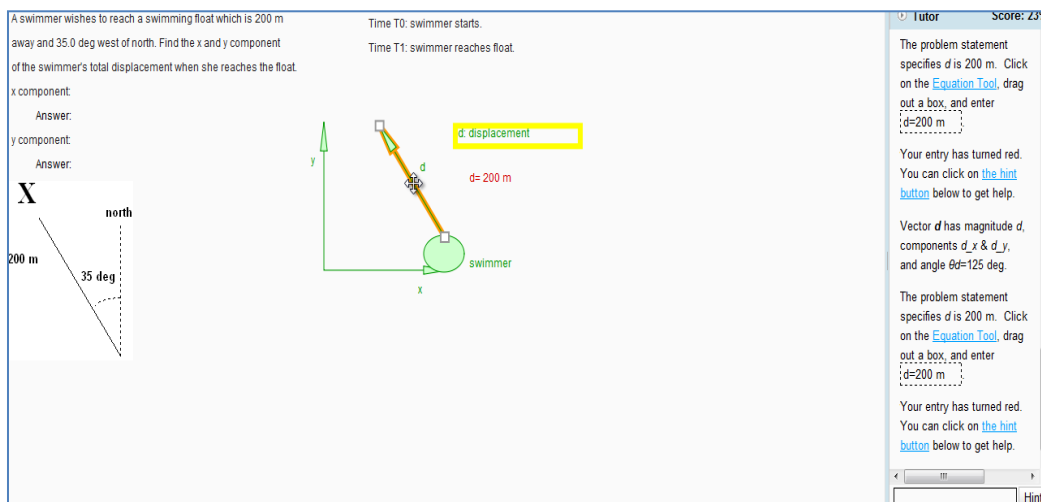 A swimmer wishes to reach a swimming float which is 200 m
away and 35.0 deg west of north. Find the x and y component
of the swimmer's total displacement when she reaches the float.
x component:
Answer:
y component:
Answer:
X
north
200 m
35 deg
Time T0: swimmer starts.
Time T1: swimmer reaches float.
y
d
d: displacement
d= 200 m
swimmer
x
Tutor
Score: 23
The problem statement
specifies d is 200 m. Click
on the Equation Tool, drag
out a box, and enter
d=200 m.
Your entry has turned red.
You can click on the hint
button below to get help.
Vector d has magnitude d,
components d_x & d_y,
and angle θd=125 deg.
The problem statement
specifies d is 200 m. Click
on the Equation Tool, drag
out a box, and enter
d=200 m.
Your entry has turned red.
You can click on the hint
button below to get help.
Hint